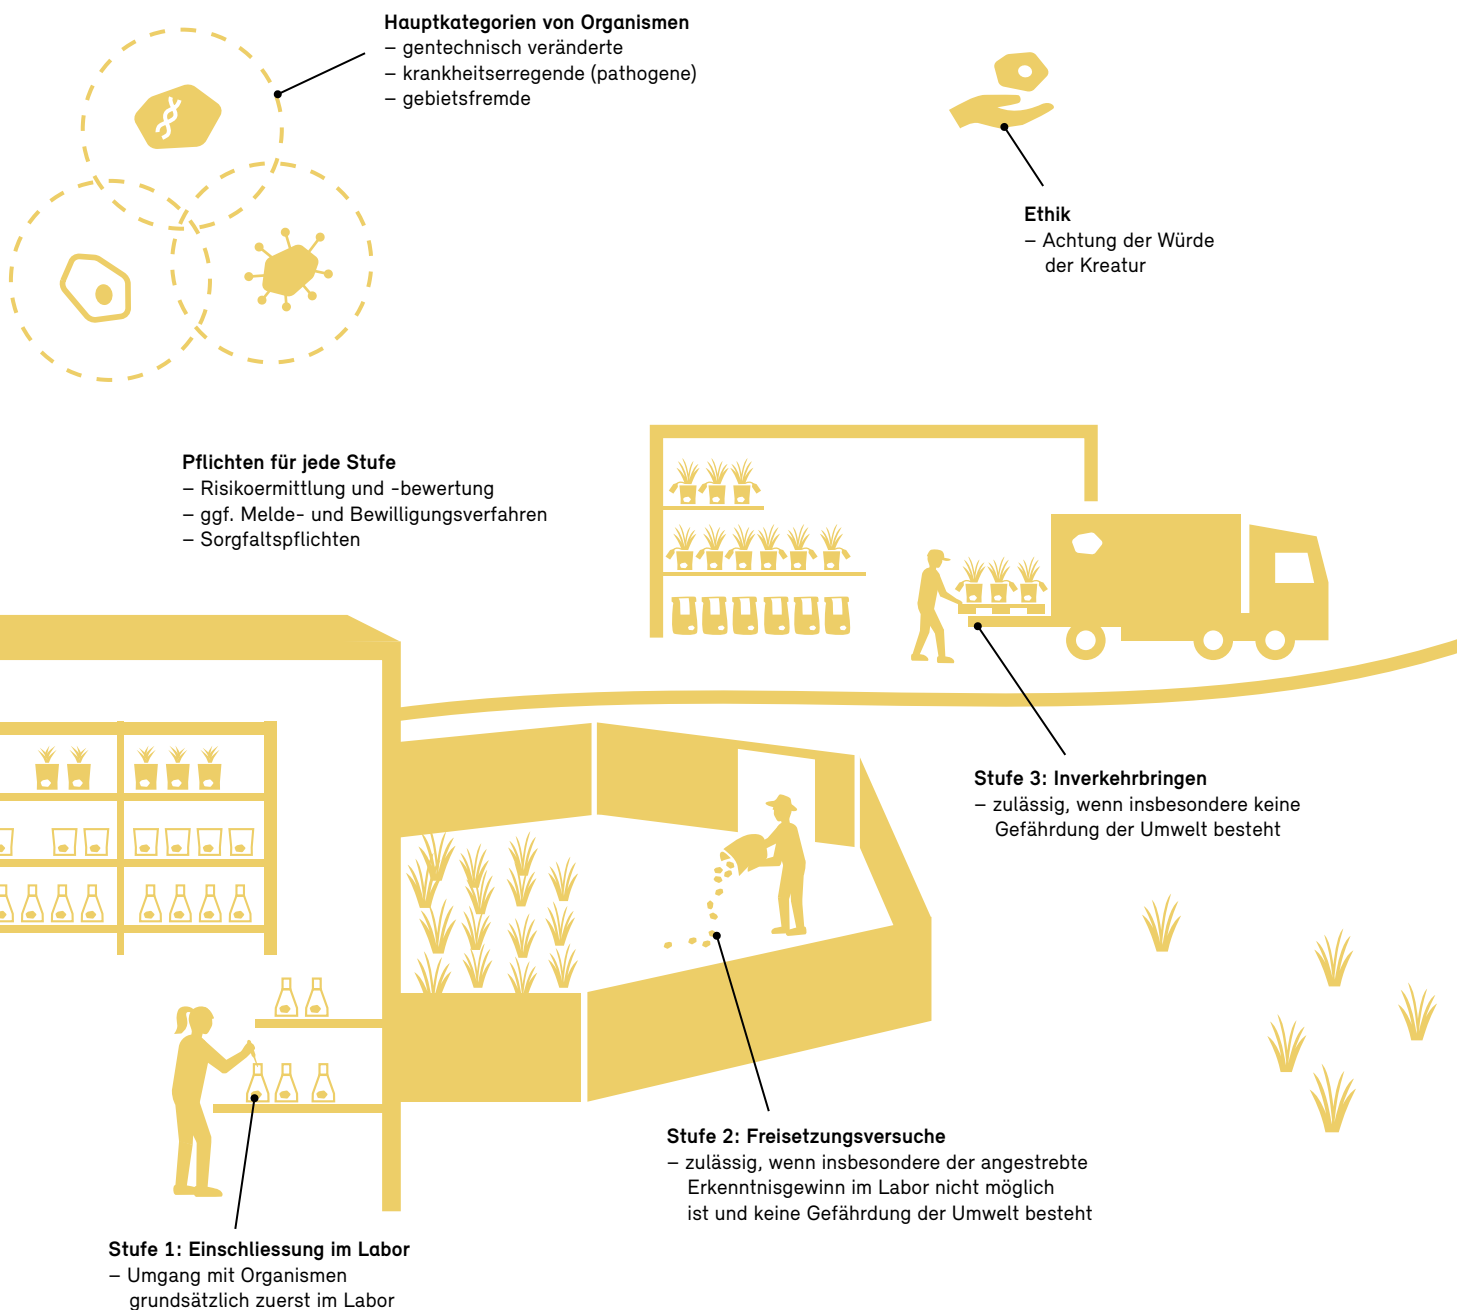 Hauptkategorien von Organismen
– gentechnisch veränderte
– krankheitserregende (pathogene)
– gebietsfremde
Ethik
– Achtung der Würde
der Kreatur
Pflichten für jede Stufe
– Risikoermittlung und -bewertung
– ggf. Melde- und Bewilligungsverfahren
– Sorgfaltspflichten
Stufe 3: Inverkehrbringen
– zulässig, wenn insbesondere keine
Gefährdung der Umwelt besteht
Stufe 2: Freisetzungsversuche
– zulässig, wenn insbesondere der angestrebte
Erkenntnisgewinn im Labor nicht möglich
ist und keine Gefährdung der Umwelt besteht
Stufe 1: Einschliessung im Labor
– Umgang mit Organismen
grundsätzlich zuerst im Labor